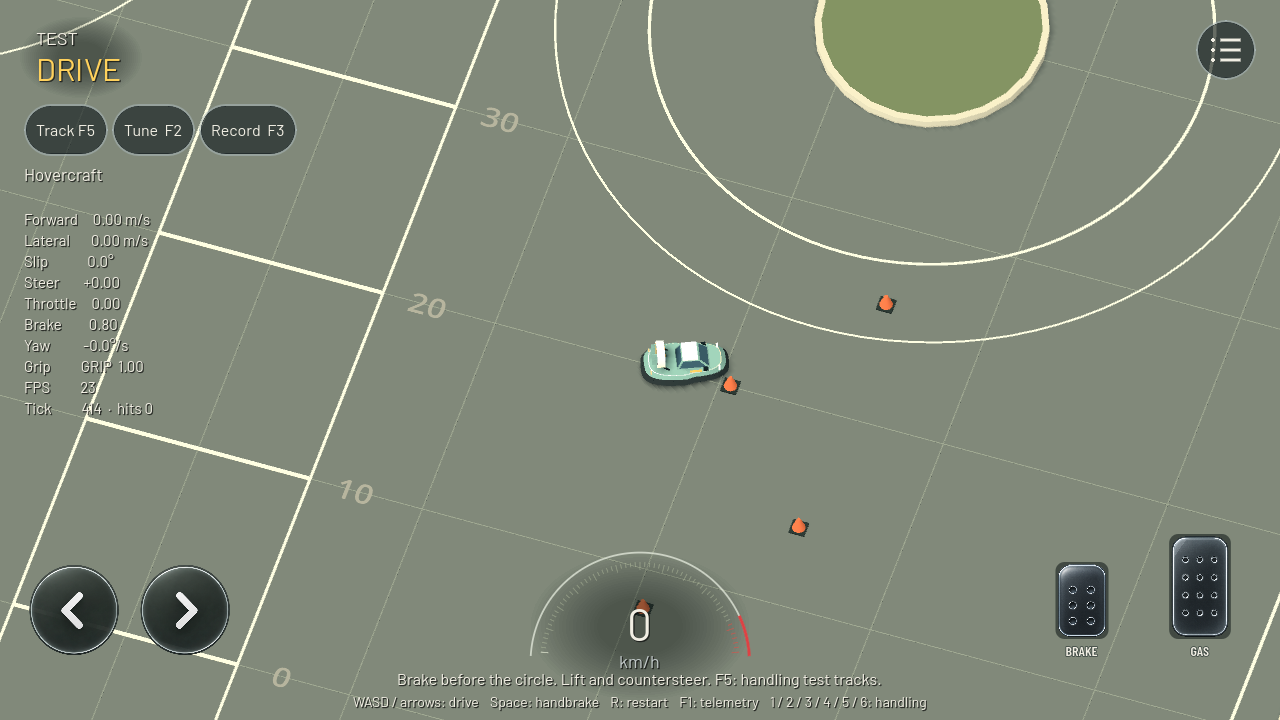 TEST
DRIVE
Track F5 Tune F2 Record F3
Hovercraft
Forward 0.00 m/s
Lateral 0.00 m/s
Slip 0.0°
Steer +0.00
Throttle 0.00
Brake 0.80
Yaw -0.0°/s
Grip GRIP 1.00
FPS 23
Tick 414 · hits 0
30
20
10
0
0
km/h
BRAKE
GAS
Brake before the circle. Lift and countersteer. F5: handling test tracks.
WASD / arrows: drive Space: handbrake R: restart F1: telemetry 1 / 2 / 3 / 4 / 5 / 6: handling